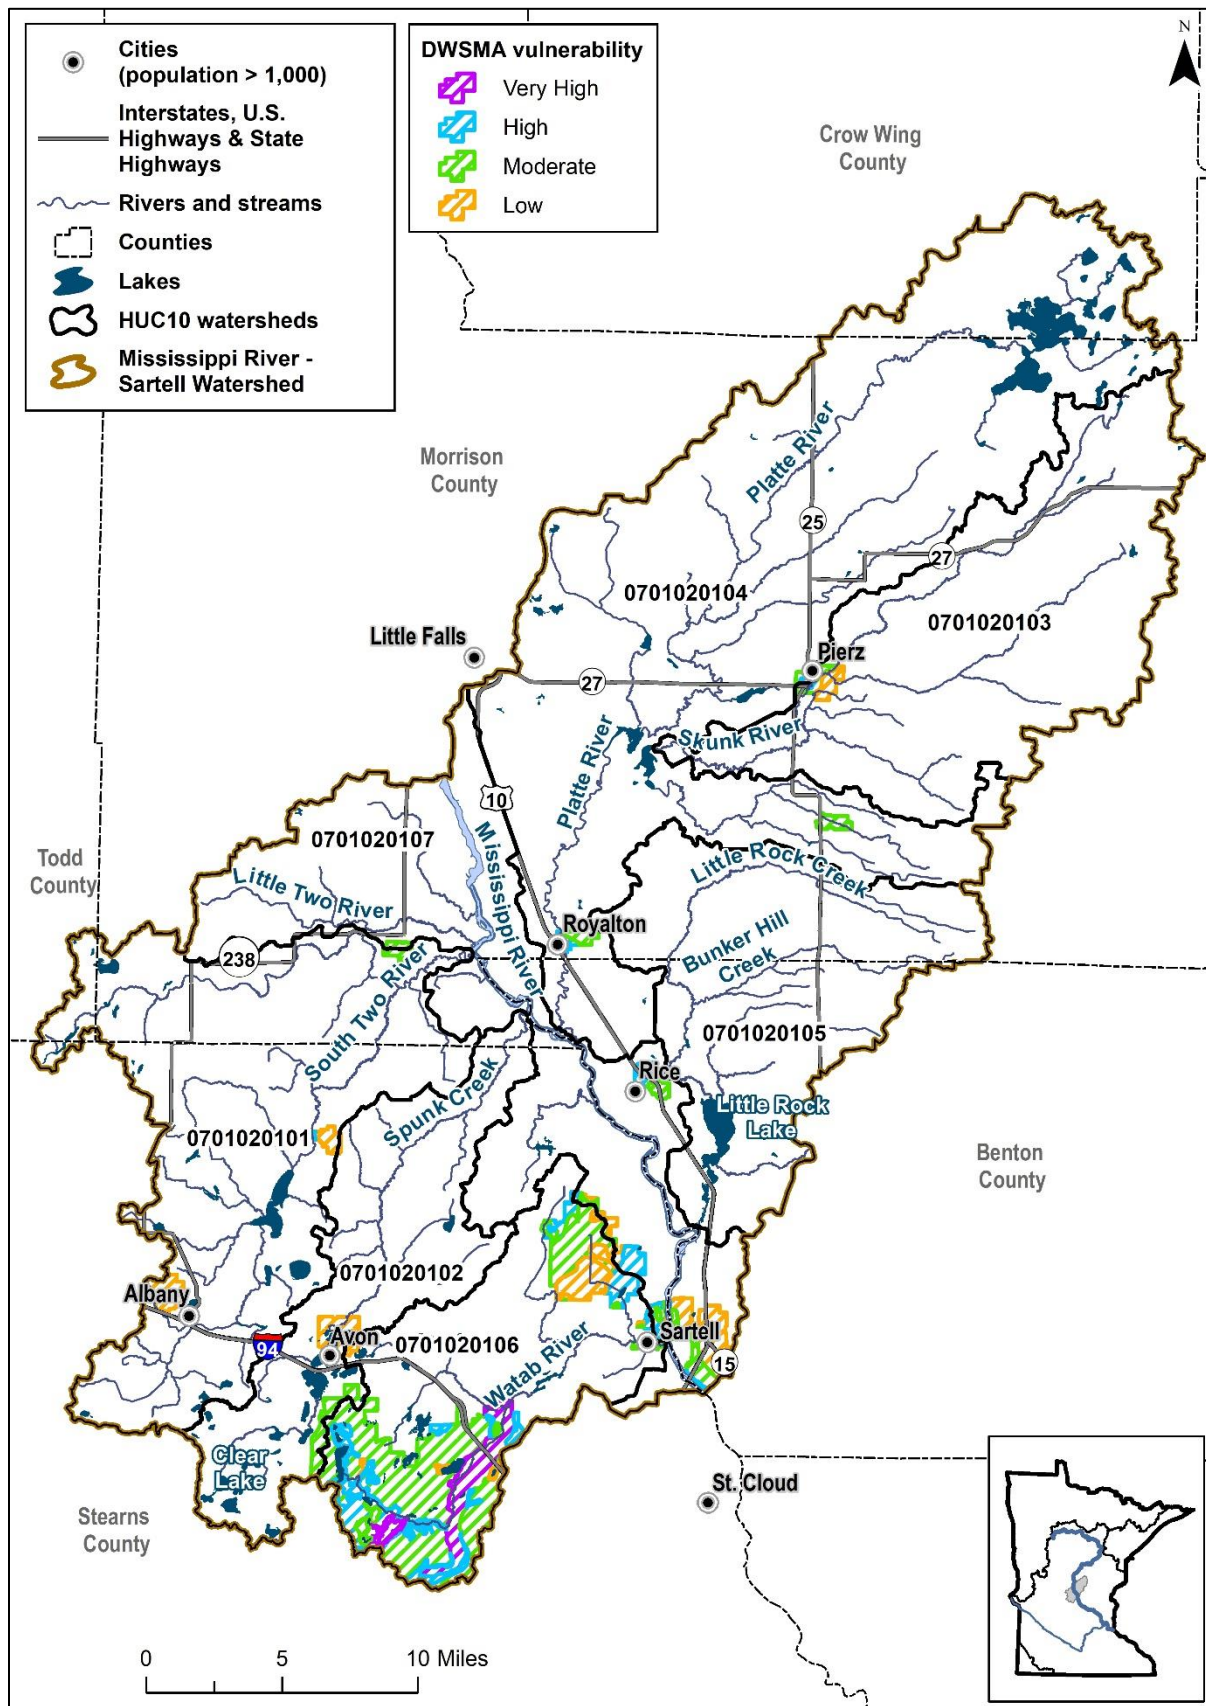 Cities
(population > 1,000)
Interstates, U.S.
Highways & State
Highways
Rivers and streams
Counties
Lakes
HUC10 watersheds
Mississippi River -
Sartell Watershed
DWSMA vulnerability
Very High
High
Moderate
Low
N
Crow Wing
County
Morrison
County
Platte River
25
27
0701020104
0701020103
Little Falls
Pierz
27
Skunk River
Platte River
10
0701020107
Mississippi River
Todd
County
Little Two River
Little Rock Creek
Royalton
Bunker Hill
Creek
238
South Two River
0701020105
Rice
Spunk Creek
Little Rock
Lake
0701020101
Benton
County
0701020102
Albany
Avon
0701020106
Sartell
94
Watab River
15
Clear
Lake
St. Cloud
Stearns
County
0
5
10 Miles